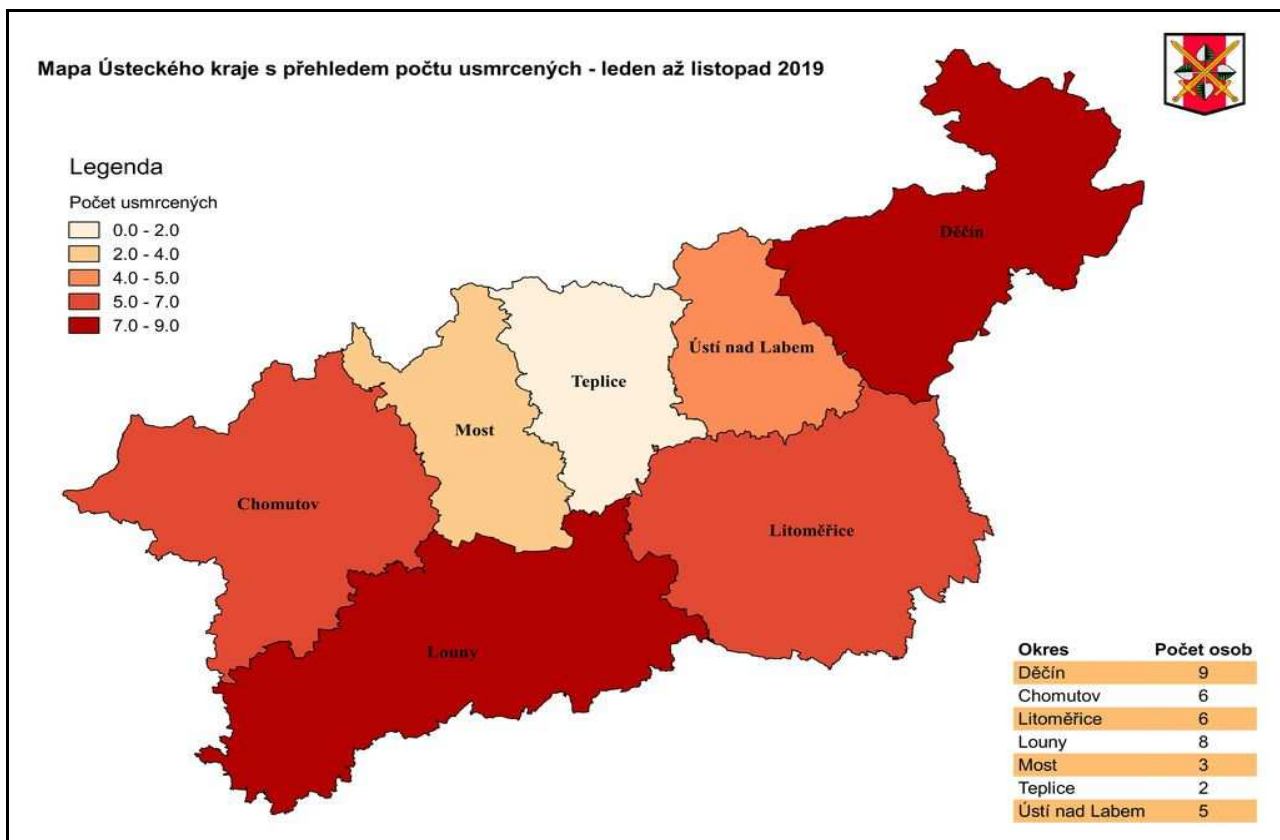 Mapa Ústeckého kraje s přehledem počtu usmrcených - leden až listopad 2019
Legenda
Počet usmrcených
0.0 - 2.0
2.0 - 4.0
4.0 - 5.0
5.0 - 7.0
7.0 - 9.0
Děčín
Ústí nad Labem
Teplice
Most
Chomutov
Litoměřice
Louny
Okres Počet osob
Děčín 9
Chomutov 6
Litoměřice 6
Louny 8
Most 3
Teplice 2
Ústí nad Labem 5